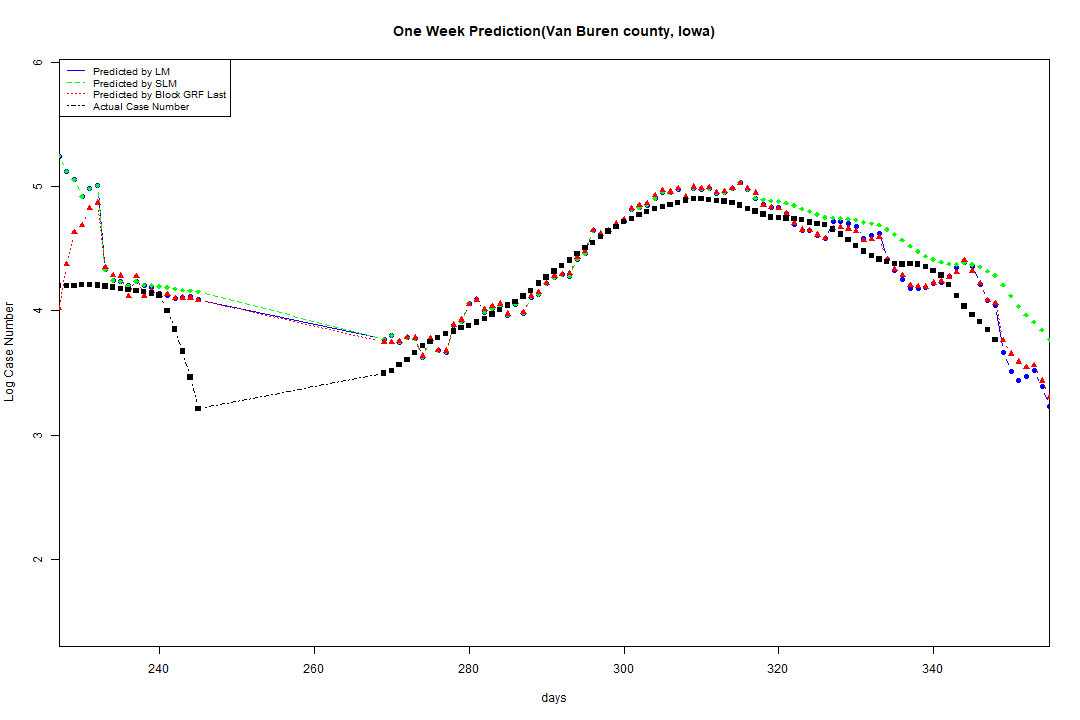 One Week Prediction(Van Buren county, Iowa)
Predicted by LM
Predicted by SLM
Predicted by Block GRF Last
Actual Case Number
6
5
4
3
2
Log Case Number
240
260
280
300
320
340
days